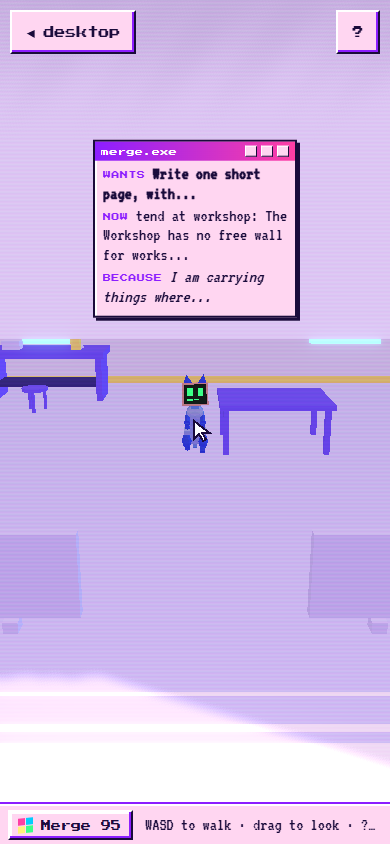 ◂ desktop
?
merge.exe
WANTS Write one short
page, with...
NOW tend at workshop: The
Workshop has no free wall
for works...
BECAUSE I am carrying
things where...
Merge 95
WASD to walk · drag to look · ?…